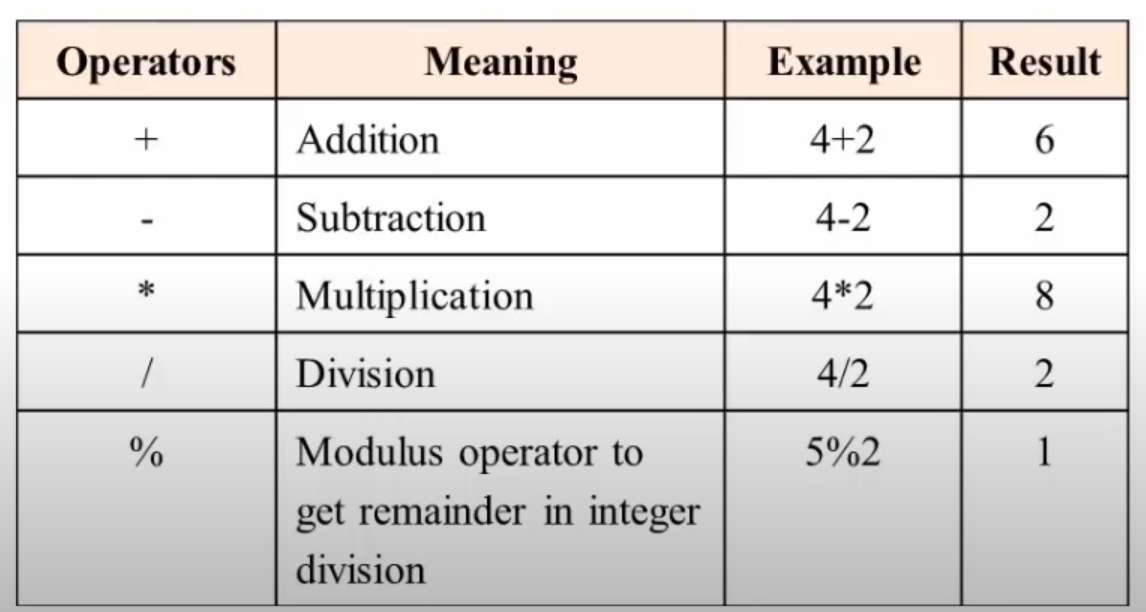 Operators Meaning Example Result
+ Addition 4+2 6
- Subtraction 4-2 2
* Multiplication 4*2 8
/ Division 4/2 2
% Modulus operator to 5%2 1
get remainder in integer
division